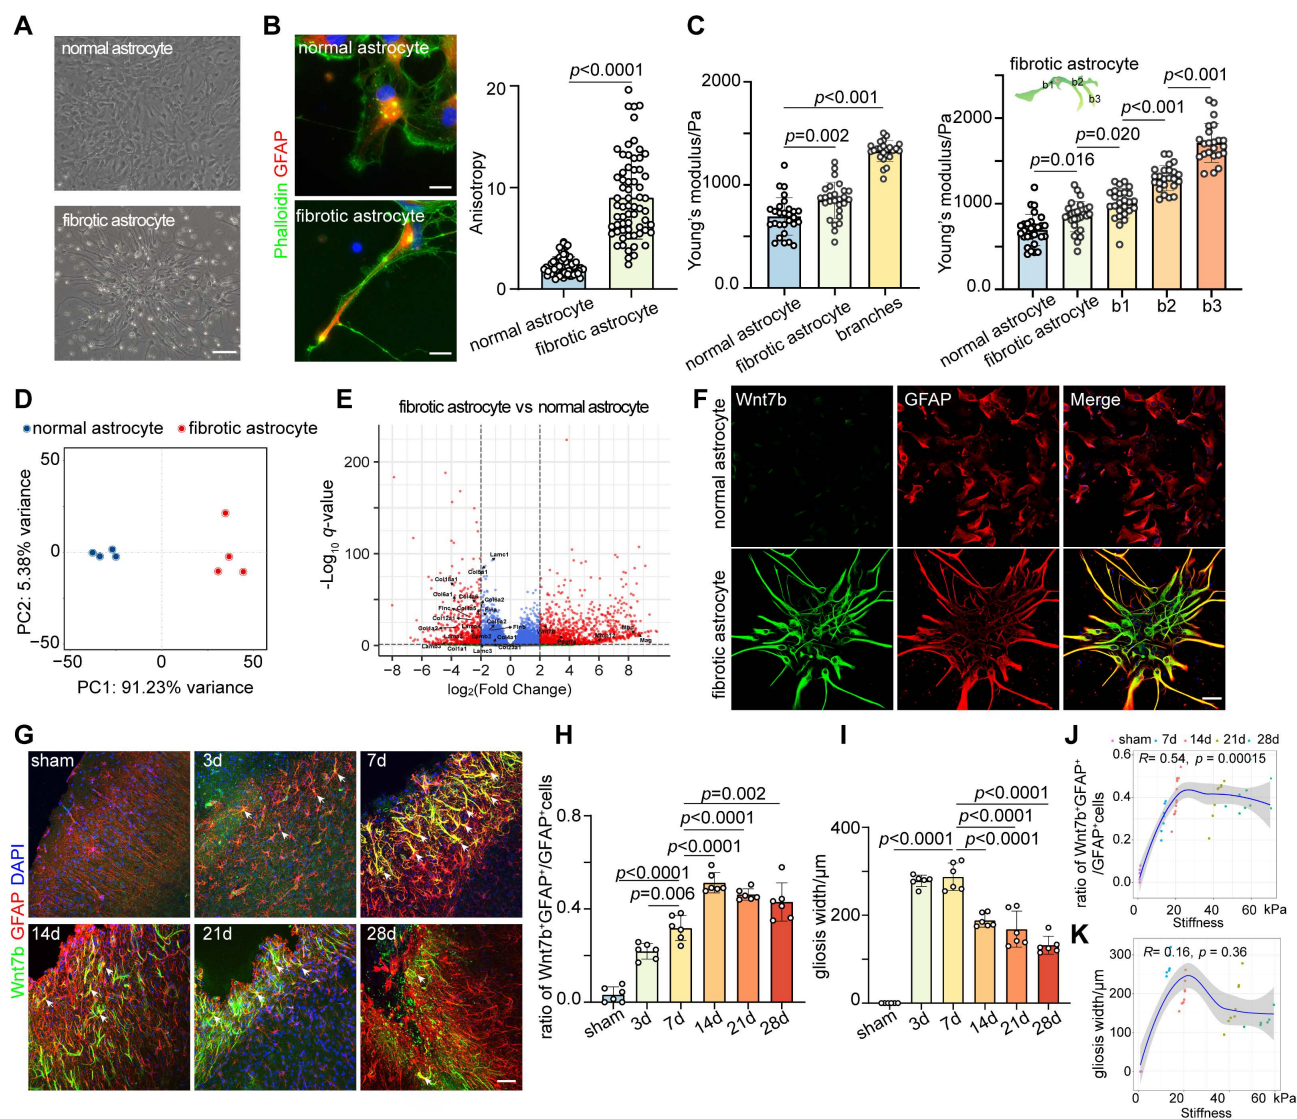 A
normal astrocyte
fibrotic astrocyte
B
Phalloidin GFAP
normal astrocyte
fibrotic astrocyte
p<0.0001
Anisotropy
20
10
0
normal astrocyte
fibrotic astrocyte
C
Young's modulus/Pa
2000
1000
0.0
p<0.001
p=0.002
normal astrocyte
fibrotic astrocyte
branches
fibrotic astrocyte
b1
b2
b3
Young's modulus/Pa
2000
1000
0.0
p<0.001
p<0.001
p=0.020
p=0.016
normal astrocyte
fibrotic astrocyte
b1
b2
b3
D
normal astrocyte
fibrotic astrocyte
PC2: 5.38% variance
50
0
−50
−50
0
50
PC1: 91.23% variance
E
fibrotic astrocyte vs normal astrocyte
-Log10 q-value
200
100
0
Lamc1
Col1a1
Lamc3
−8 −6 −4 −2 0 2 4 6 8
log2(Fold Change)
F
Wnt7b
GFAP
Merge
normal astrocyte
fibrotic astrocyte
G
Wnt7b GFAP DAPI
sham
3d
7d
14d
21d
28d
H
ratio of Wnt7b+GFAP+/GFAP+cells
0.8
0.4
0.0
p=0.002
p<0.0001
p<0.0001
p<0.0001
p=0.006
sham
3d
7d
14d
21d
28d
I
gliosis width/μm
400
200
0
p<0.0001
p<0.0001
p<0.0001
p<0.0001
sham
3d
7d
14d
21d
28d
J
sham 7d 14d 21d 28d
R= 0.54, p = 0.00015
ratio of Wnt7b+GFAP+
/GFAP+cells
0.6
0.4
0.2
0.0
0 20 40 60 kPa
Stiffness
K
R= 0.16, p = 0.36
gliosis width/μm
300
200
100
0
0 20 40 60 kPa
Stiffness